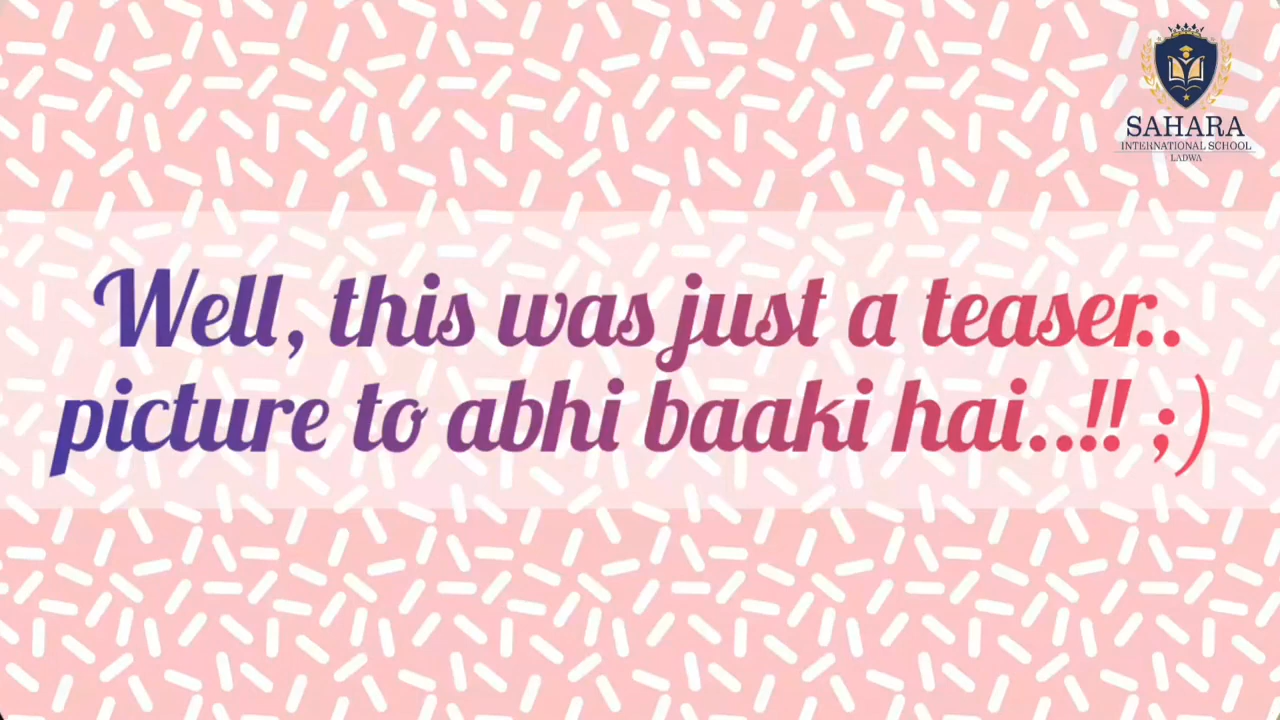 SAHARA
INTERNATIONAL SCHOOL
LADWA
Well, this was just a teaser..
picture to abhi baaki hai..!! ;)